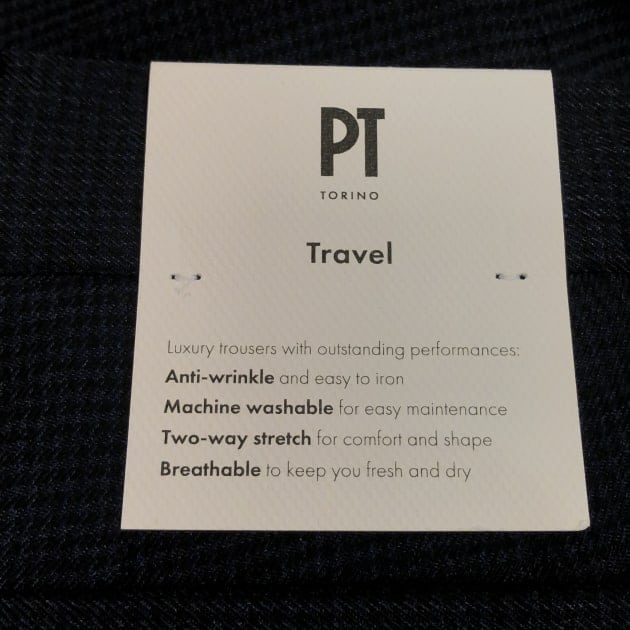 PT
TORINO
Travel
Luxury trousers with outstanding performances:
Anti-wrinkle and easy to iron
Machine washable for easy maintenance
Two-way stretch for comfort and shape
Breathable to keep you fresh and dry